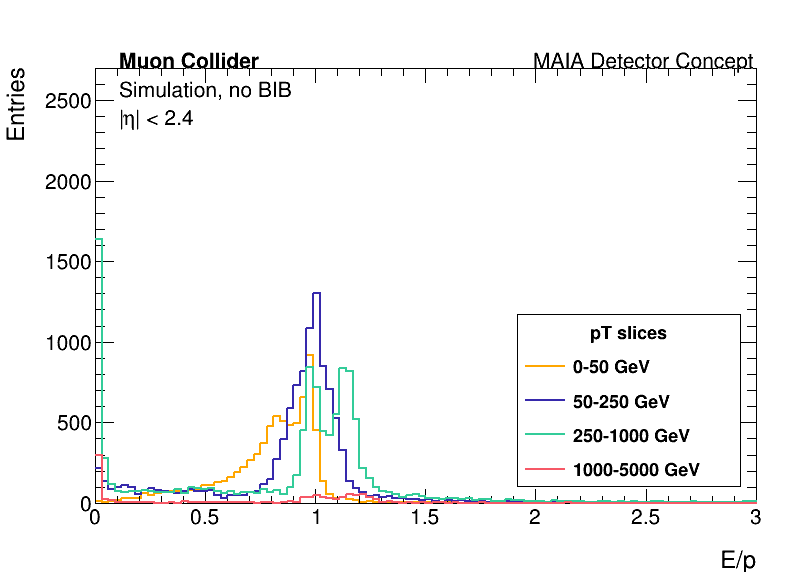 Muon Collider
MAIA Detector Concept
Simulation, no BIB
|η| < 2.4
Entries
2500
2000
1500
1000
500
0
0
0.5
1
1.5
2
2.5
3
E/p
pT slices
0-50 GeV
50-250 GeV
250-1000 GeV
1000-5000 GeV